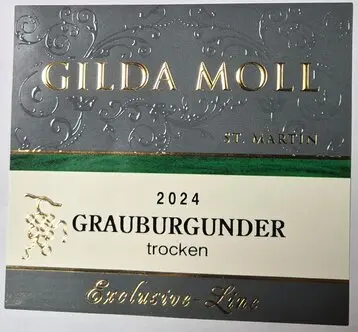 GILDA MOLL
ST. MARTIN
2024
GRAUBURGUNDER
trocken
Exclusive-Line